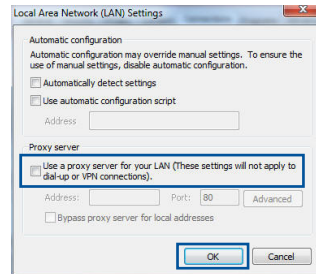 Local Area Network (LAN) Settings
Automatic configuration
Automatic configuration may override manual settings. To ensure the
use of manual settings, disable automatic configuration.
Automatically detect settings
Use automatic configuration script
Address
Proxy server
Use a proxy server for your LAN (These settings will not apply to
dial-up or VPN connections).
Address:
Port: 80
Advanced
Bypass proxy server for local addresses
OK
Cancel